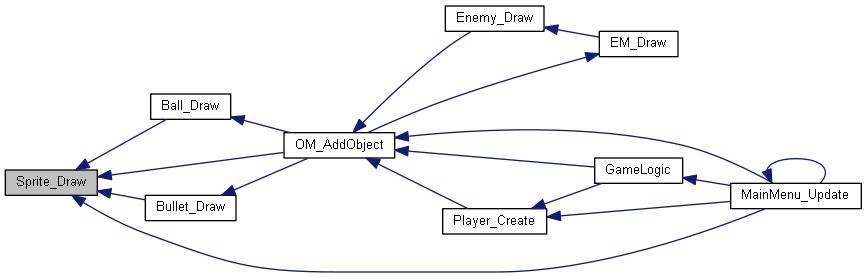 Enemy_Draw
EM_Draw
Ball_Draw
OM_AddObject
GameLogic
Sprite_Draw
MainMenu_Update
Bullet_Draw
Player_Create